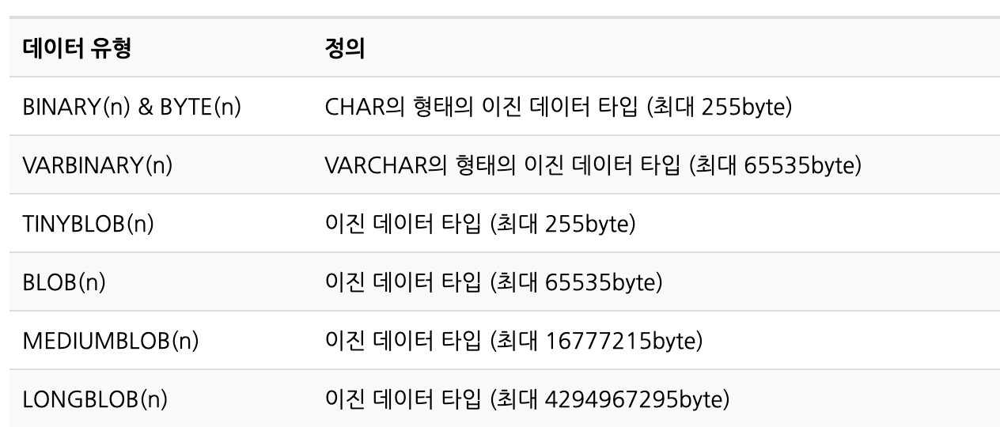 데이터 유형 정의
BINARY(n) & BYTE(n) CHAR의 형태의 이진 데이터 타입 (최대 255byte)
VARBINARY(n) VARCHAR의 형태의 이진 데이터 타입 (최대 65535byte)
TINYBLOB(n) 이진 데이터 타입 (최대 255byte)
BLOB(n) 이진 데이터 타입 (최대 65535byte)
MEDIUMBLOB(n) 이진 데이터 타입 (최대 16777215byte)
LONGBLOB(n) 이진 데이터 타입 (최대 4294967295byte)